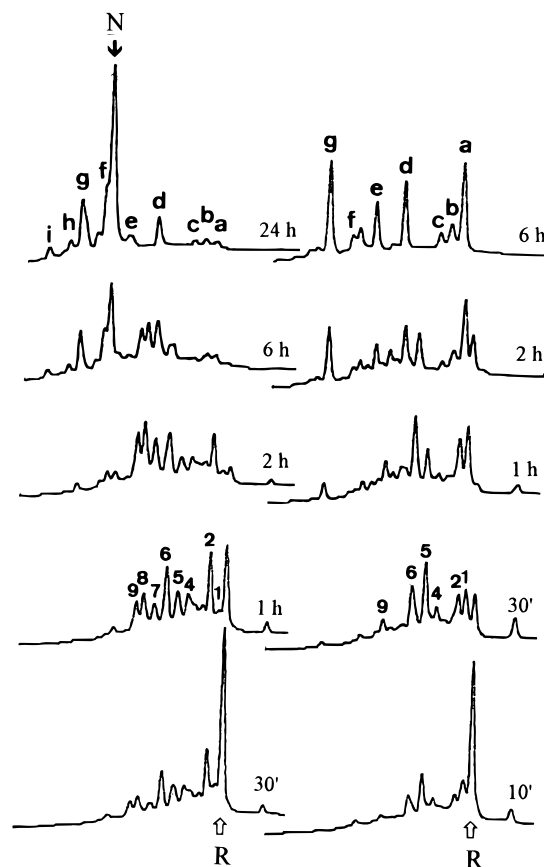 N
g f h i e d c b a 24 h
g f e d c b a 6 h
6 h
2 h
2 h
1 h
9 8 7 6 5 4 2 1 1 h
9 6 5 4 2 1 30'
30'
10'
R
R